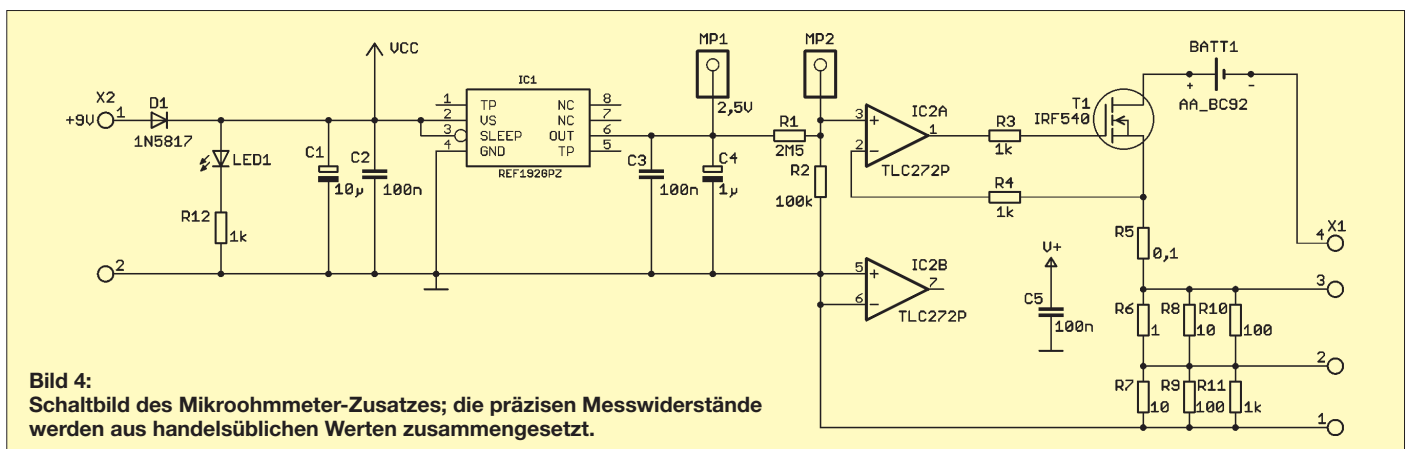 X2
+9V
1
D1
1N5817
LED1
R12
1k
2
VCC
C1
10µ
C2
100n
IC1
1
TP
NC
8
2
VS
NC
7
3
SLEEP
OUT
6
4
GND
TP
5
REF1926PZ
C3
100n
MP1
2,5V
C4
1µ
R1
2M5
MP2
R2
100k
3
+
2
-
1
IC2A
TLC272P
R3
1k
R4
1k
5
+
6
-
7
IC2B
TLC272P
V+
C5
100n
T1
IRF540
BATT1
+
-
AA_BC92
R5
0,1
R6
1
R8
10
R10
100
R7
10
R9
100
R11
1k
X1
4
3
2
1
Bild 4:
Schaltbild des Mikroohmmeter-Zusatzes; die präzisen Messwiderstände
werden aus handelsüblichen Werten zusammengesetzt.